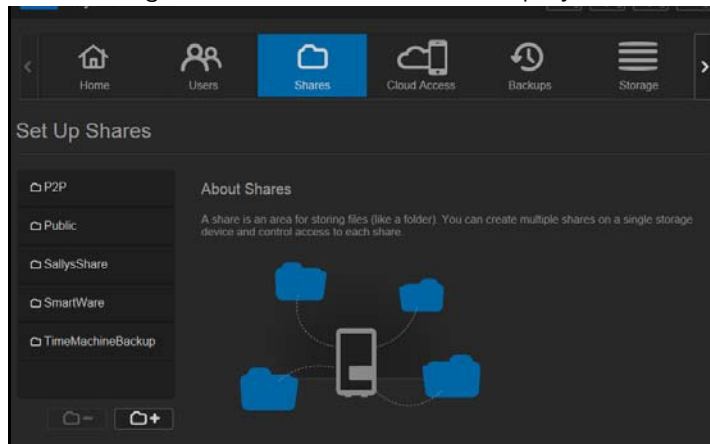 Home
Users
Shares
Cloud Access
Backups
Storage
Set Up Shares
P2P
Public
SallysShare
SmartWare
TimeMachineBackup
About Shares
A share is an area for storing files (like a folder). You can create multiple shares on a single storage
device and control access to each share.